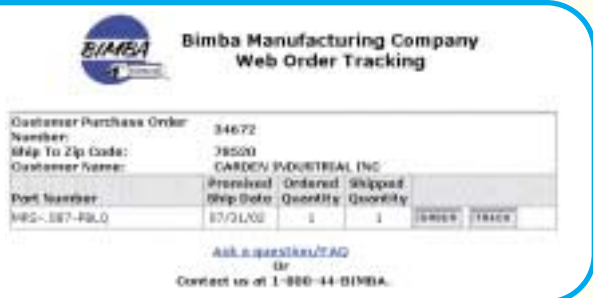 BIMBA
Bimba Manufacturing Company
Web Order Tracking
Customer Purchase Order Number: 34672
Ship To Zip Code: 78520
Customer Name: CARDEN INDUSTRIAL INC
Part Number Promised Ship Date Ordered Quantity Shipped Quantity
07/31/02 1 1 ORDER TRACK
Ask a question/FAQ
Or
Contact us at 1-800-44-BIMBA.